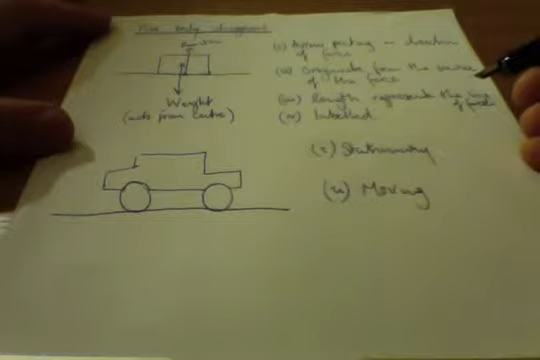 Free body diagrams
Reaction
Weight
(acts from centre)
(i) Arrow pointing in direction
of force
(ii) Originate from the source
of the force
(iii) Length represents the size
of force
(iv) Labelled
(i) Stationary
(ii) Moving